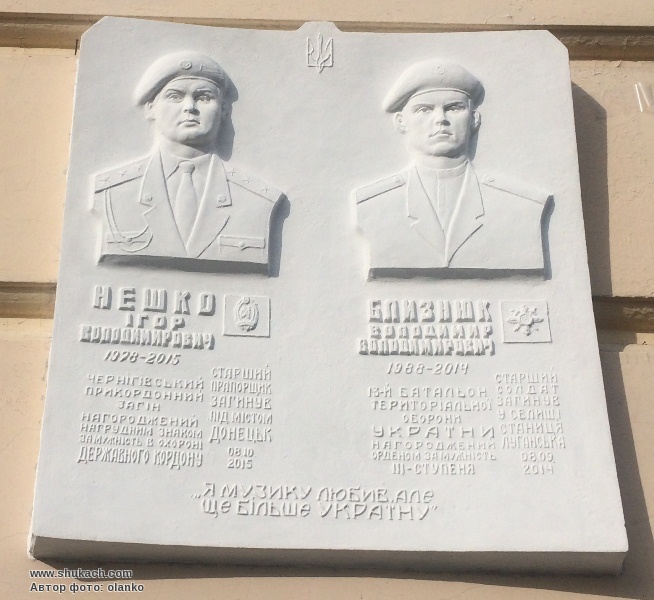 НЕШКО
ІГОР
ВОЛОДИМИРОВИЧ
1978-2015
ЧЕРНІГІВСЬКИЙ
ПРИКОРДОННИЙ
ЗАГІН
НАГОРОДЖЕНИЙ
НАГРУДНИМ ЗНАКОМ
ЗА МУЖНІСТЬ В ОХОРОНІ
ДЕРЖАВНОГО КОРДОНУ
СТАРШИЙ
ПРАПОРЩИК
ЗАГИНУВ
ПІД МІСТОМ
ДОНЕЦЬК
08.10
2015
БЛИЗНЮК
ВОЛОДИМИР
ВОЛОДИМИРОВИЧ
1988-2014
13-Й БАТАЛЬОН
ТЕРИТОРІАЛЬНОЇ
ОБОРОНИ
УКРАЇНИ
НАГОРОДЖЕНИЙ
ОРДЕНОМ ЗА МУЖНІСТЬ
III-СТУПЕНЯ
СТАРШИЙ
СОЛДАТ
ЗАГИНУВ
У СЕЛИЩІ
СТАНИЦЯ
ЛУГАНСЬКА
08.09
2014
„Я МУЗИКУ ЛЮБИВ, АЛЕ
ЩЕ БІЛЬШЕ УКРАЇНУ"
www.shukach.com
Автор фото: olanko